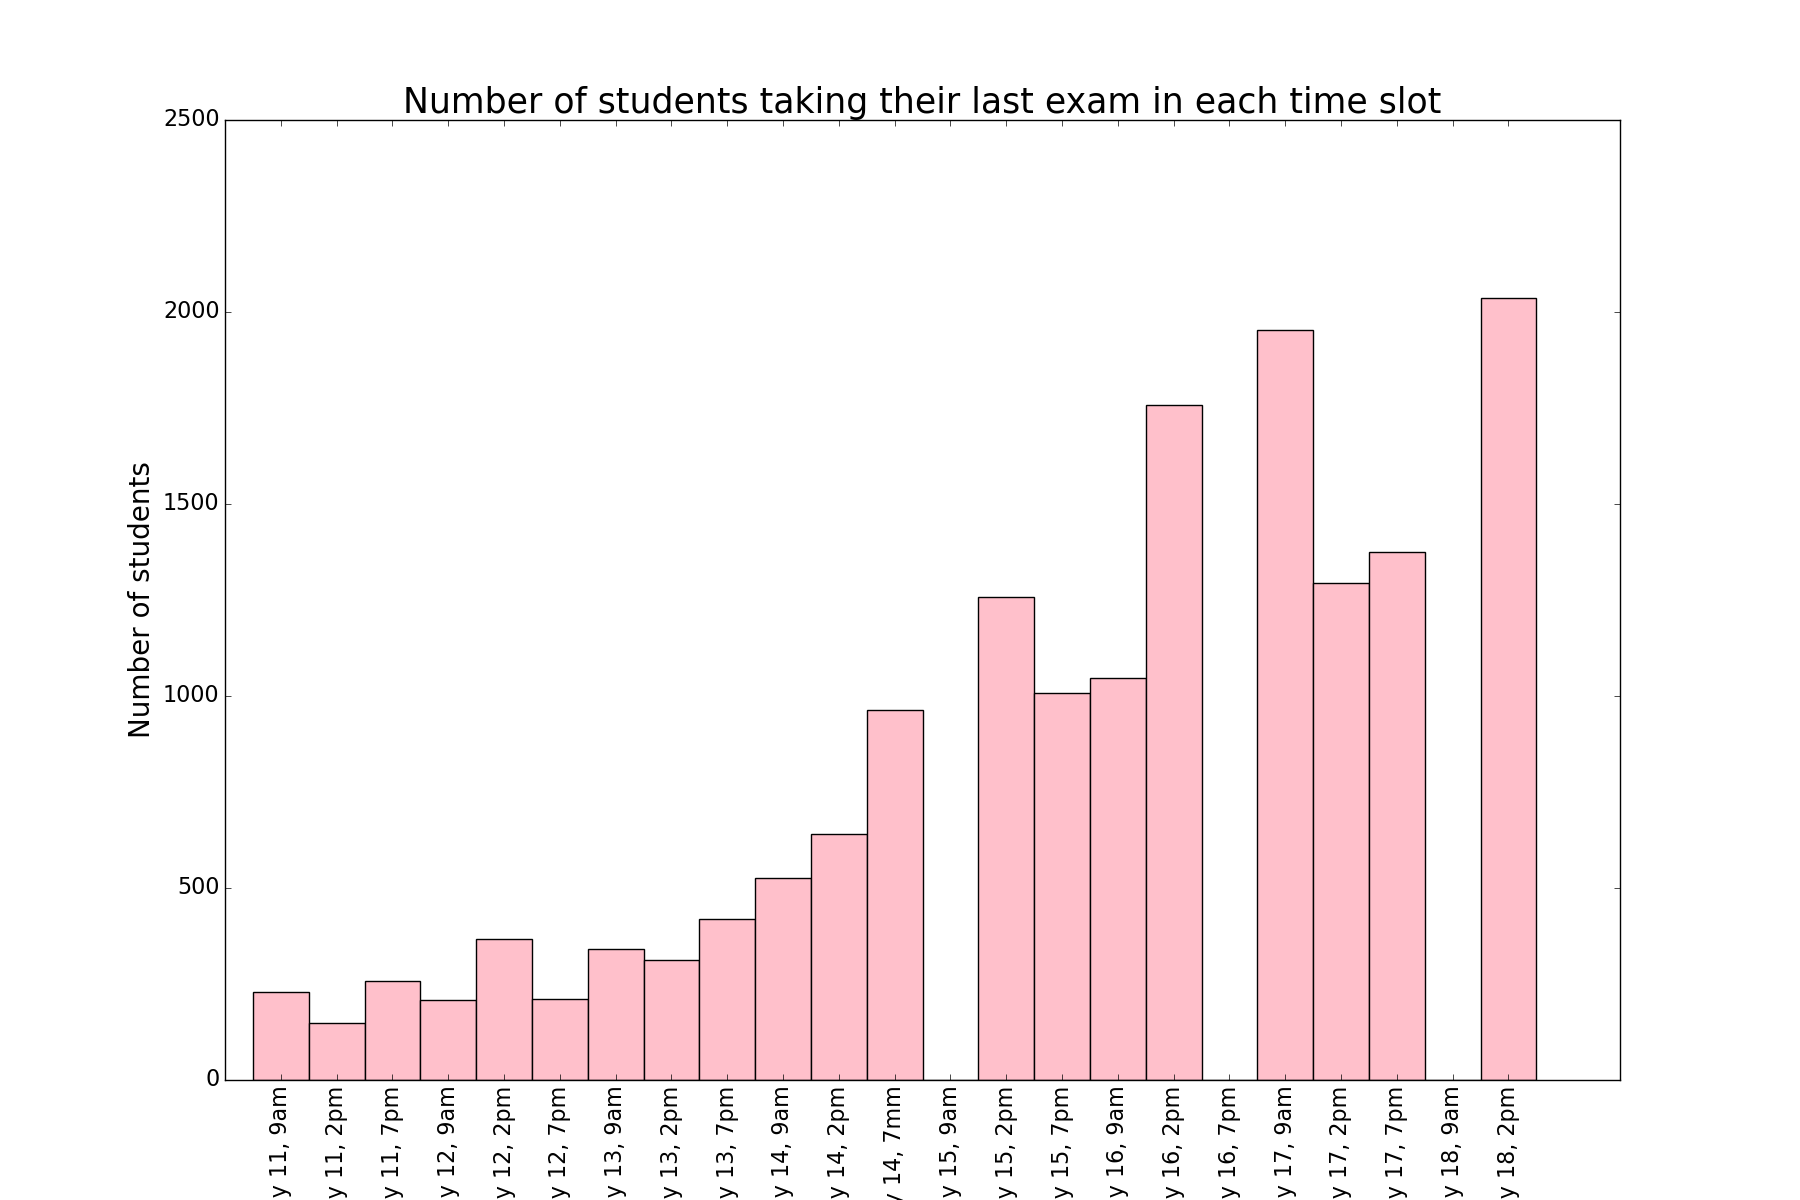 Number of students taking their last exam in each time slot
2500
2000
1500
1000
500
0
Number of students
y 11, 9am
y 11, 2pm
y 11, 7pm
y 12, 9am
y 12, 2pm
y 12, 7pm
y 13, 9am
y 13, 2pm
y 13, 7pm
y 14, 9am
y 14, 2pm
y 14, 7mm
y 15, 9am
y 15, 2pm
y 15, 7pm
y 16, 9am
y 16, 2pm
y 16, 7pm
y 17, 9am
y 17, 2pm
y 17, 7pm
y 18, 9am
y 18, 2pm